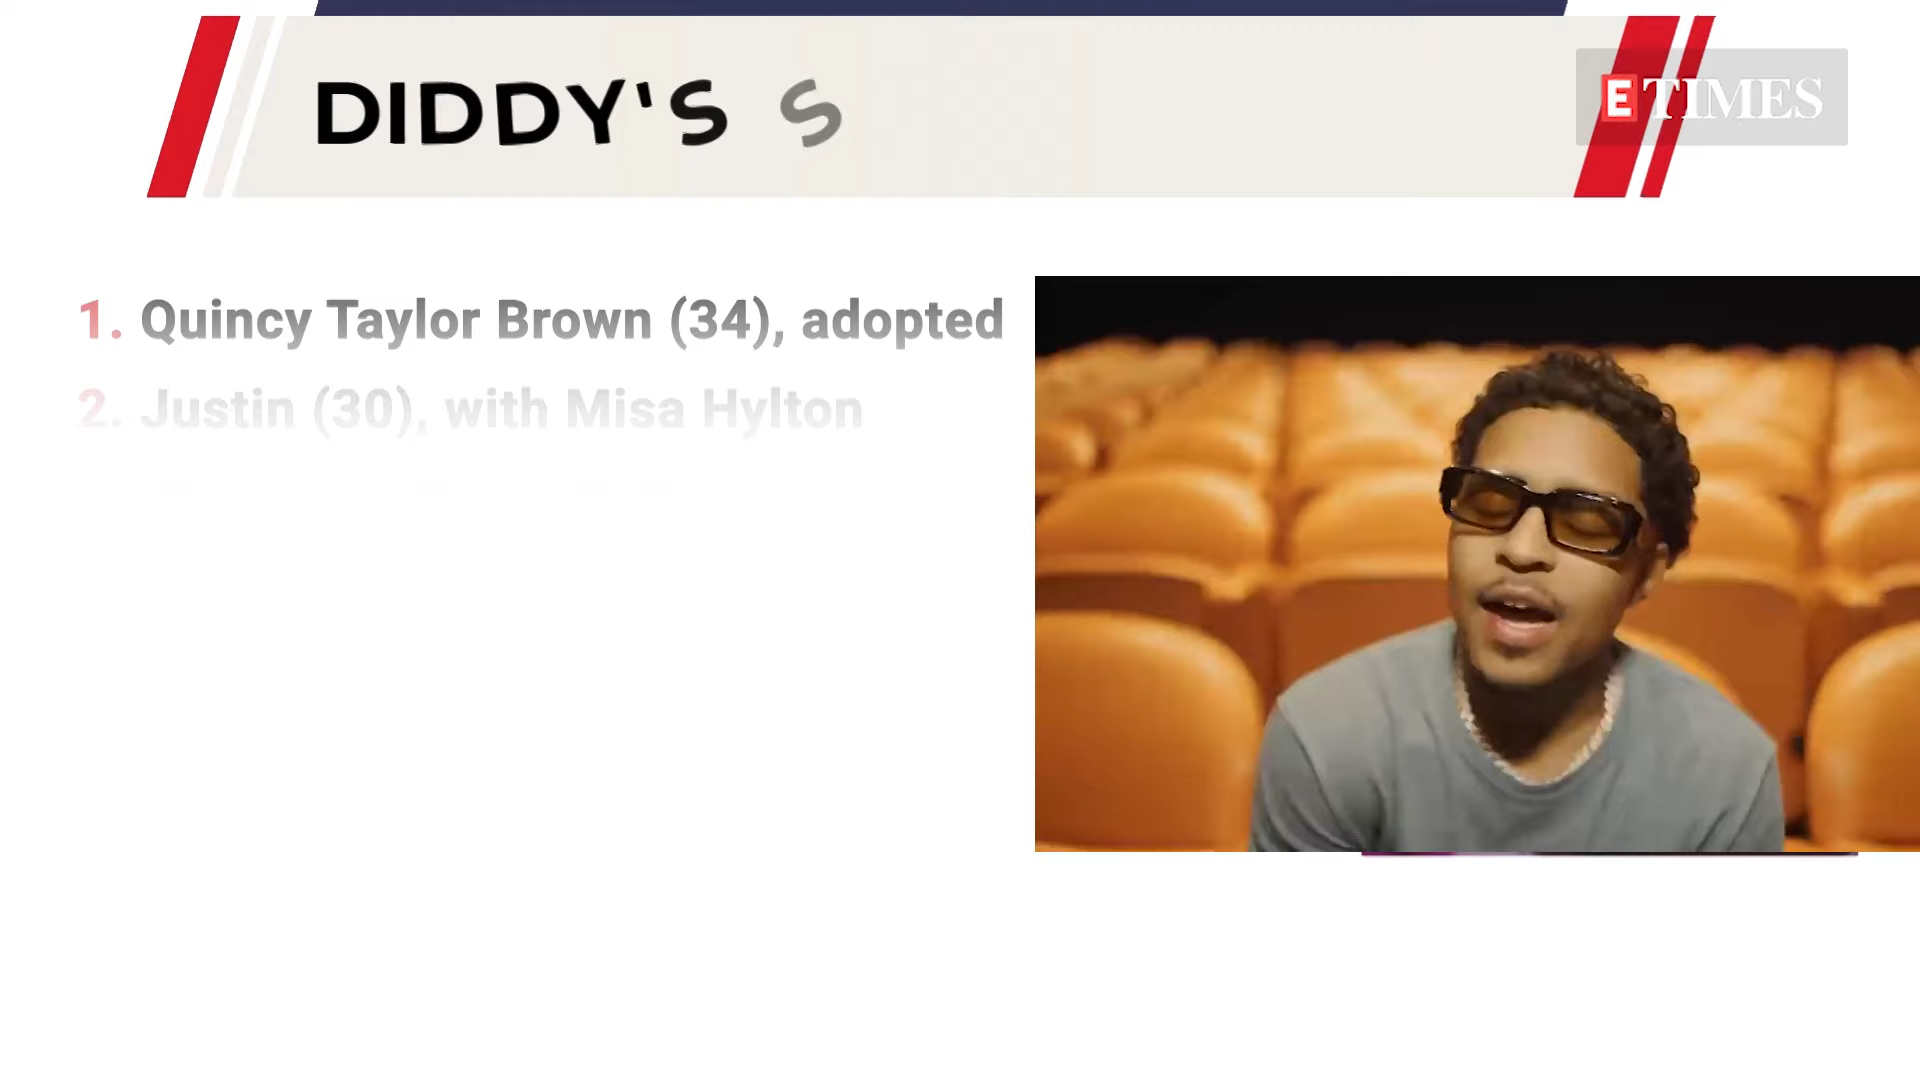 DIDDY'S S
ETIMES
1. Quincy Taylor Brown (34), adopted
2. Justin (30), with Misa Hylton